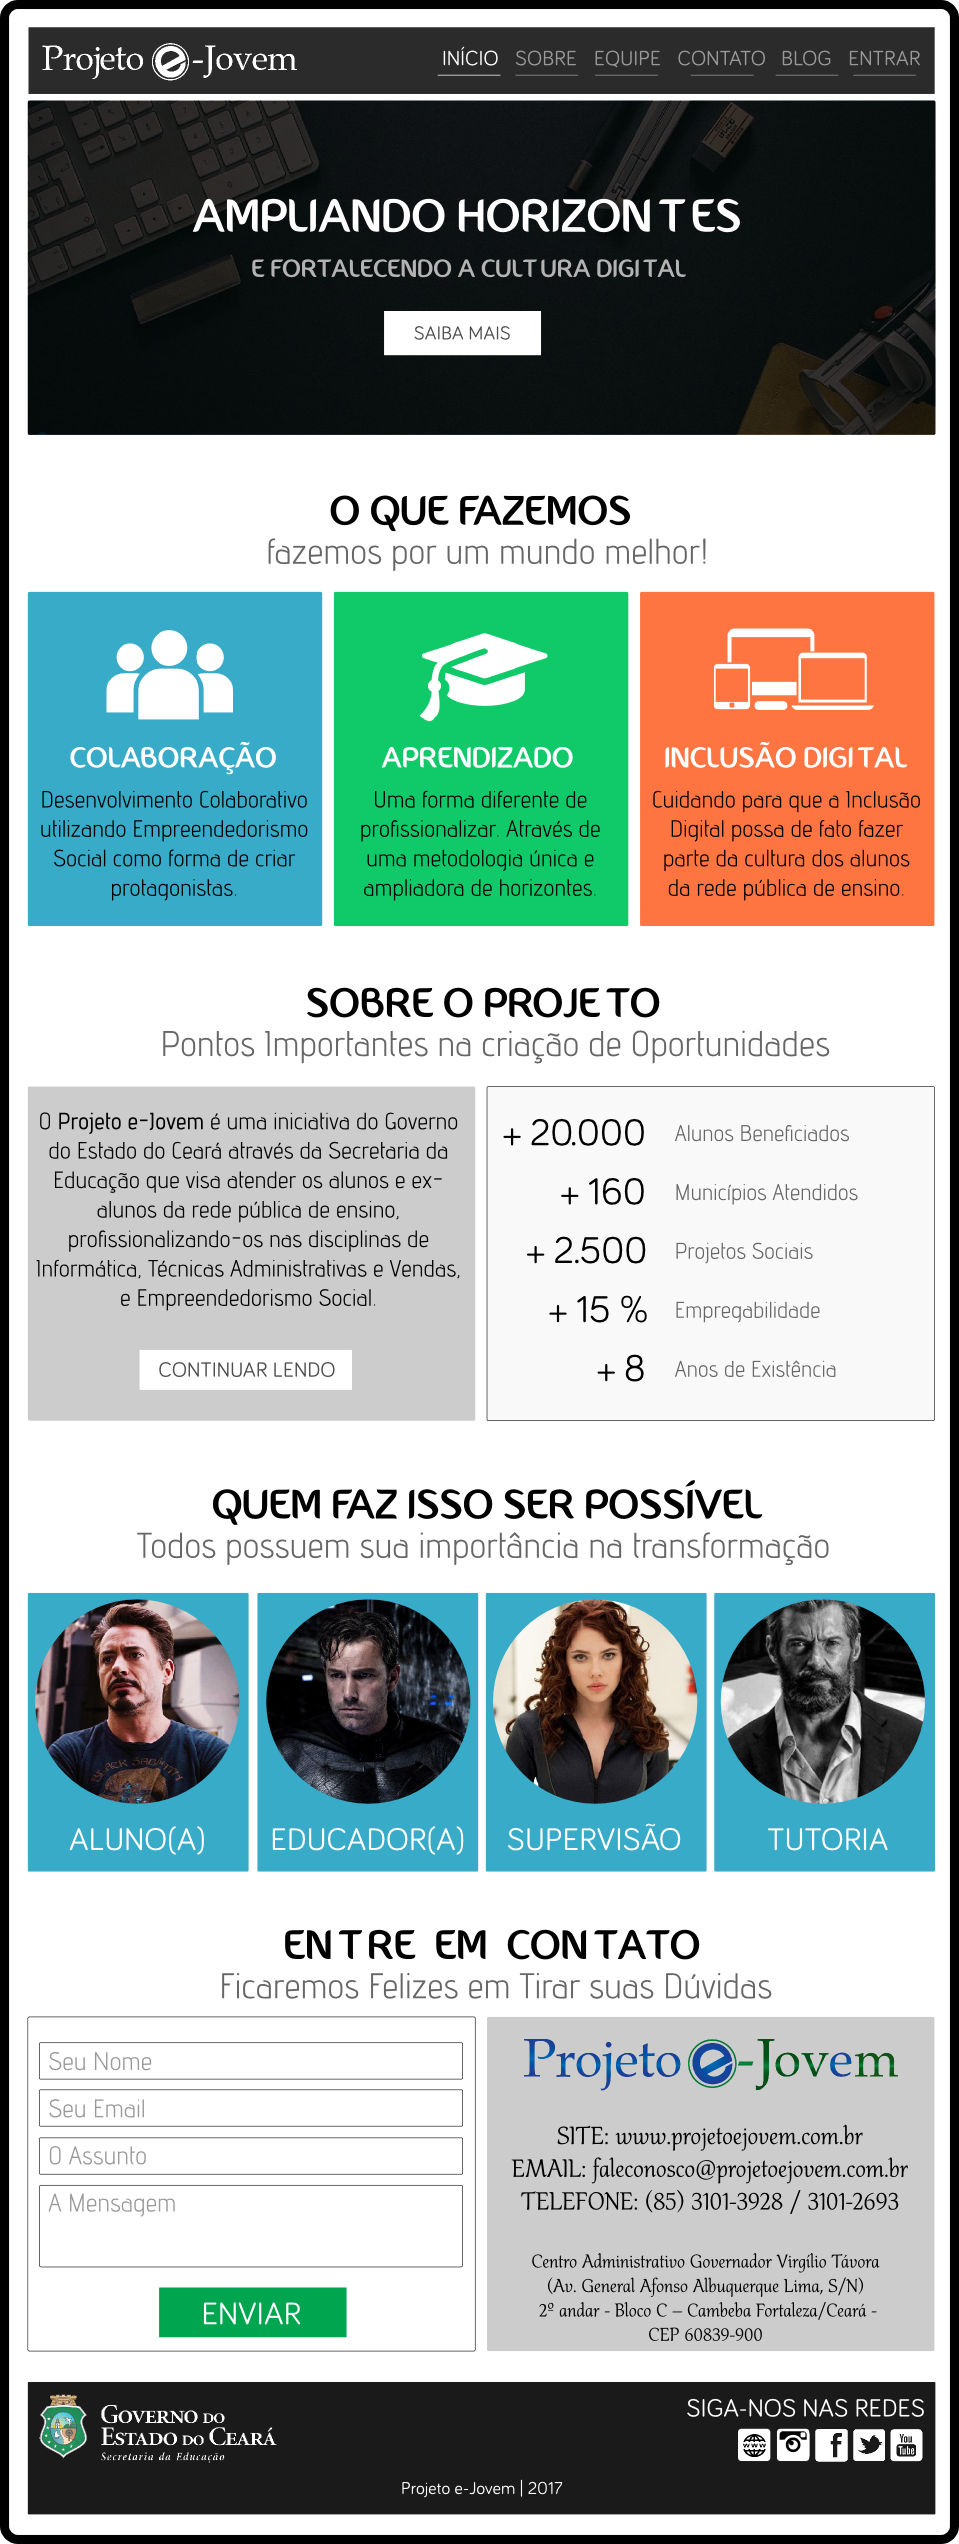 Projeto e-Jovem
INÍCIO SOBRE EQUIPE CONTATO BLOG ENTRAR
AMPLIANDO HORIZONTES
E FORTALECENDO A CULTURA DIGITAL
SAIBA MAIS
O QUE FAZEMOS
fazemos por um mundo melhor!
COLABORAÇÃO
Desenvolvimento Colaborativo
utilizando Empreendedorismo
Social como forma de criar
protagonistas.
APRENDIZADO
Uma forma diferente de
profissionalizar. Através de
uma metodologia única e
ampliadora de horizontes.
INCLUSÃO DIGITAL
Cuidando para que a Inclusão
Digital possa de fato fazer
parte da cultura dos alunos
da rede pública de ensino.
SOBRE O PROJETO
Pontos Importantes na criação de Oportunidades
O Projeto e-Jovem é uma iniciativa do Governo
do Estado do Ceará através da Secretaria da
Educação que visa atender os alunos e ex-
alunos da rede pública de ensino,
profissionalizando-os nas disciplinas de
Informática, Técnicas Administrativas e Vendas,
e Empreendedorismo Social.
CONTINUAR LENDO
+ 20.000 Alunos Beneficiados
+ 160 Municípios Atendidos
+ 2.500 Projetos Sociais
+ 15 % Empregabilidade
+ 8 Anos de Existência
QUEM FAZ ISSO SER POSSÍVEL
Todos possuem sua importância na transformação
BLACK SABBATH
ALUNO(A)
EDUCADOR(A)
SUPERVISÃO
TUTORIA
ENTRE EM CONTATO
Ficaremos Felizes em Tirar suas Dúvidas
Seu Nome
Seu Email
O Assunto
A Mensagem
ENVIAR
Projeto e-Jovem
SITE: www.projetoejovem.com.br
EMAIL: faleconosco@projetoejovem.com.br
TELEFONE: (85) 3101-3928 / 3101-2693
Centro Administrativo Governador Virgílio Távora
(Av. General Afonso Albuquerque Lima, S/N)
2º andar - Bloco C – Cambeba Fortaleza/Ceará -
CEP 60839-900
GOVERNO DO
ESTADO DO CEARÁ
Secretaria da Educação
SIGA-NOS NAS REDES
You
Tube
Projeto e-Jovem | 2017